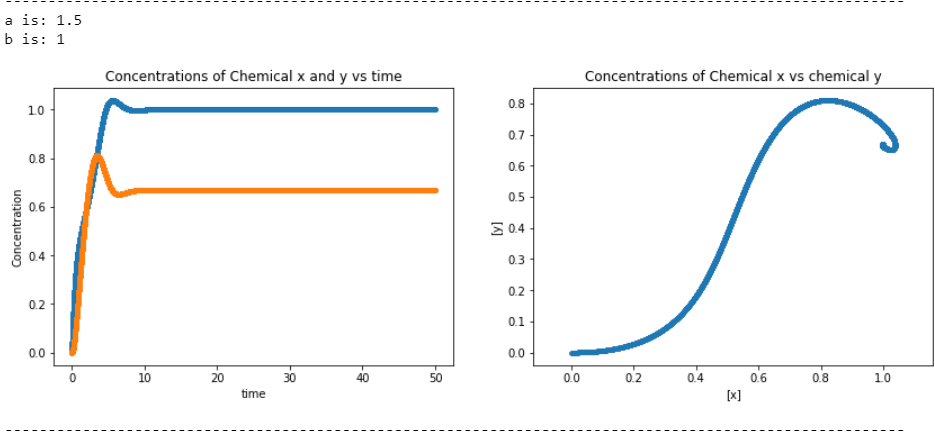 --------------------------------------------------------------------------------------------
a is: 1.5
b is: 1
Concentrations of Chemical x and y vs time
1.0
0.8
0.6
0.4
0.2
0.0
Concentration
0 10 20 30 40 50
time
Concentrations of Chemical x vs chemical y
0.8
0.7
0.6
0.5
0.4
0.3
0.2
0.1
0.0
[y]
0.0 0.2 0.4 0.6 0.8 1.0
[x]
--------------------------------------------------------------------------------------------